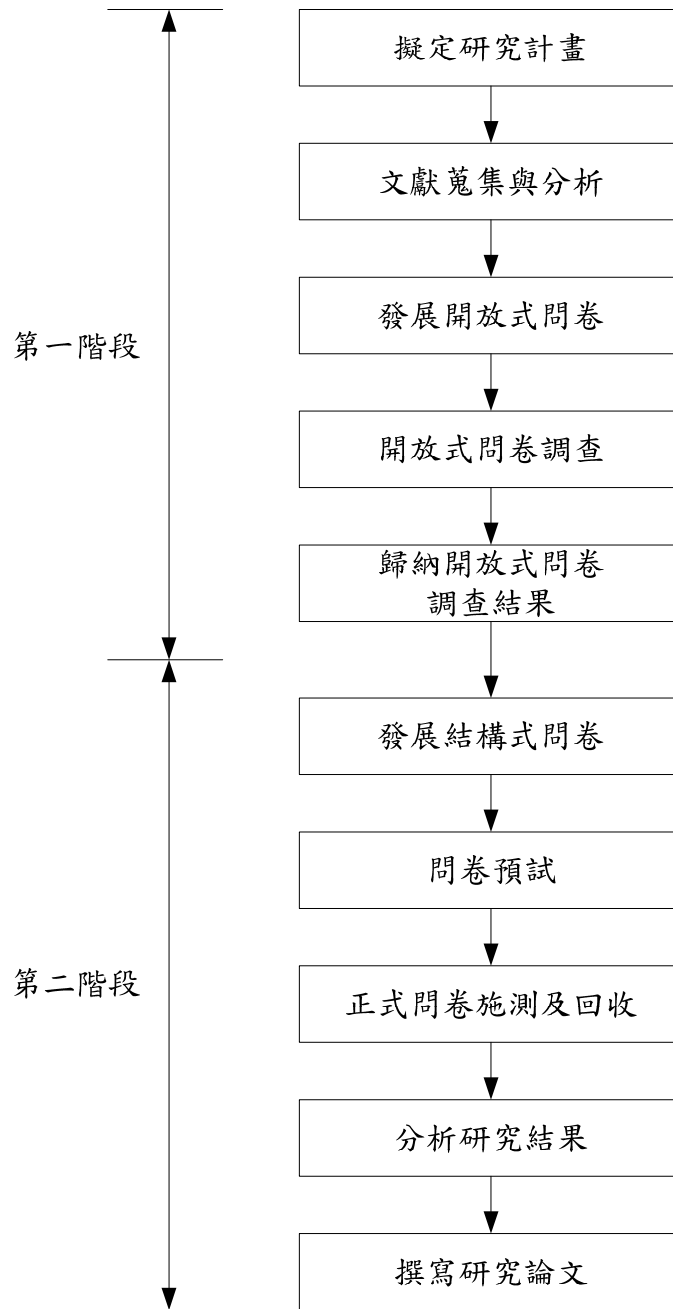 擬定研究計畫
文獻蒐集與分析
發展開放式問卷
第一階段
開放式問卷調查
歸納開放式問卷
調查結果
發展結構式問卷
問卷預試
第二階段
正式問卷施測及回收
分析研究結果
撰寫研究論文